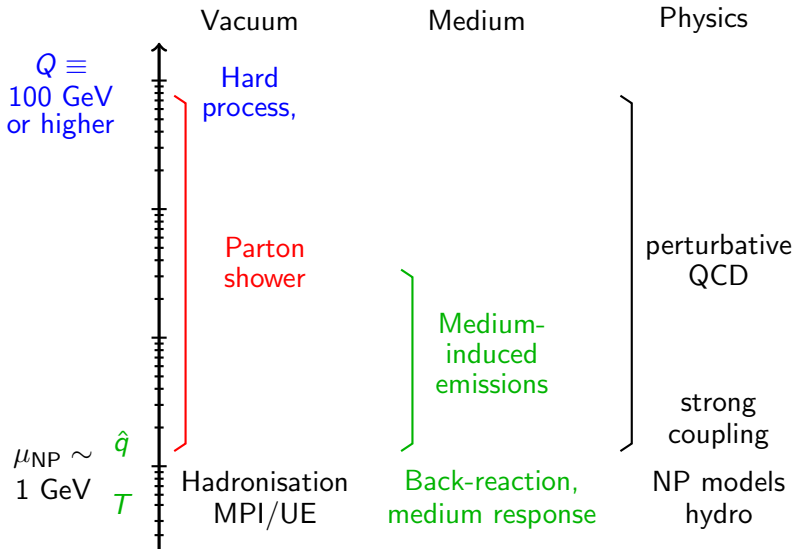 Vacuum
Medium
Physics
Q ≡
100 GeV
or higher
Hard
process,
Parton
shower
perturbative
QCD
Medium-
induced
emissions
strong
coupling
μNP ∼
1 GeV
q̂
T
Hadronisation
MPI/UE
Back-reaction,
medium response
NP models
hydro